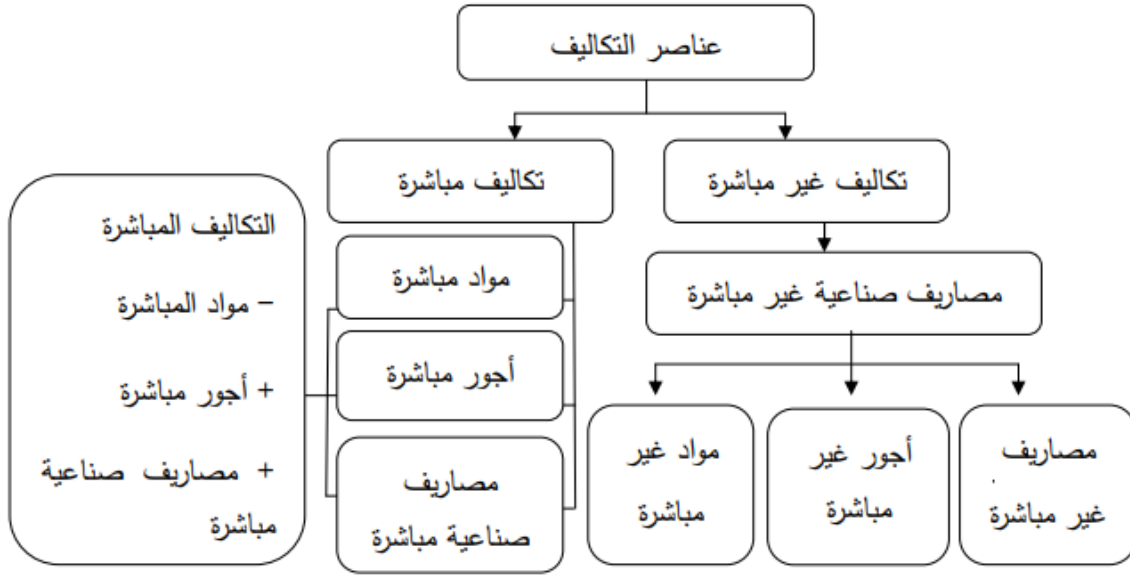 عناصر التكاليف
تكاليف غير مباشرة
تكاليف مباشرة
مصاريف صناعية غير مباشرة
مصاريف
غير مباشرة
أجور غير
مباشرة
مواد غير
مباشرة
مواد مباشرة
أجور مباشرة
مصاريف
صناعية مباشرة
التكاليف المباشرة
– مواد المباشرة
+ أجور مباشرة
+ مصاريف صناعية
مباشرة